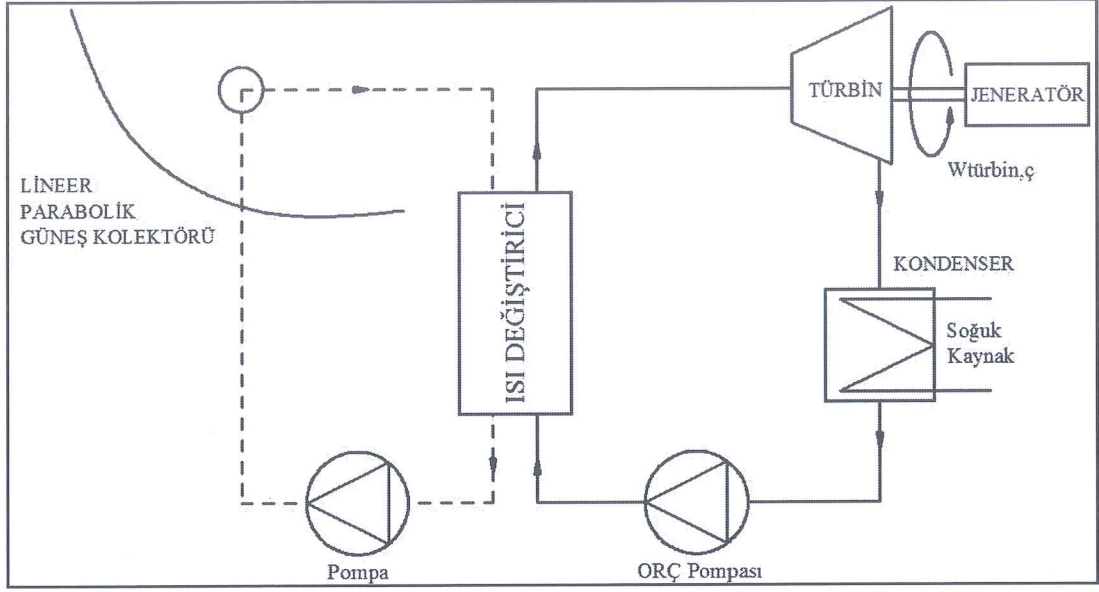 LİNEER
PARABOLİK
GÜNEŞ KOLEKTÖRÜ
ISI DEĞİŞTİRİCİ
TÜRBİN
JENERATÖR
Wtürbin,ç
KONDENSER
Soğuk
Kaynak
Pompa
ORÇ Pompası